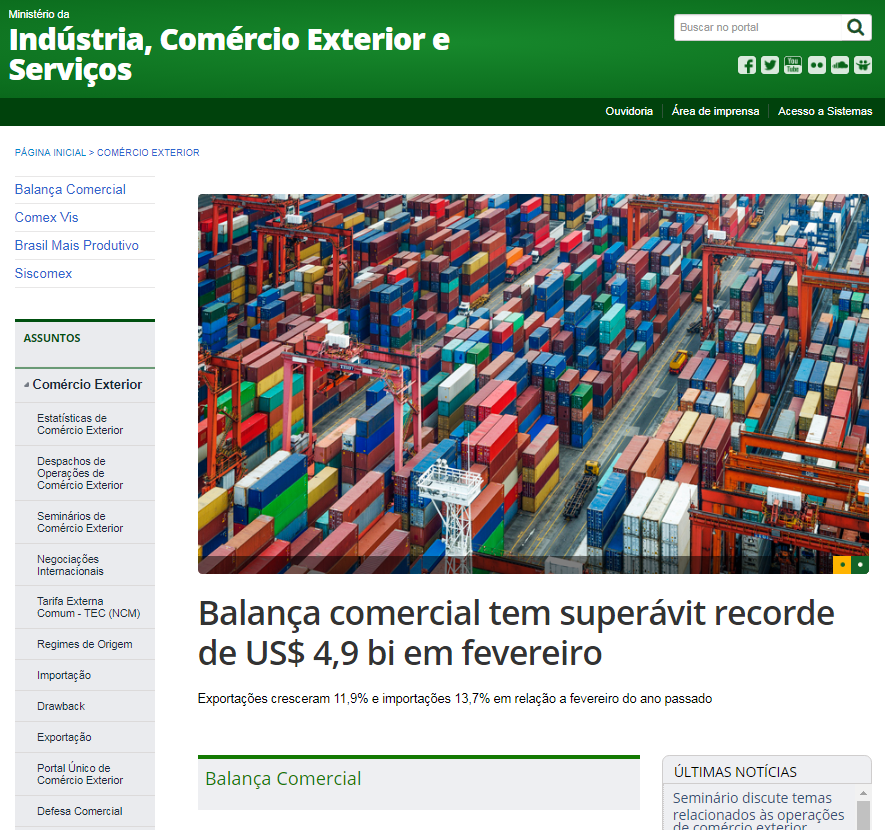 Ministério da
Indústria, Comércio Exterior e
Serviços
Buscar no portal
You
Tube
Ouvidoria
Área de imprensa
Acesso a Sistemas
PÁGINA INICIAL > COMÉRCIO EXTERIOR
Balança Comercial
Comex Vis
Brasil Mais Produtivo
Siscomex
ASSUNTOS
Comércio Exterior
Estatísticas de
Comércio Exterior
Despachos de
Operações de
Comércio Exterior
Seminários de
Comércio Exterior
Negociações
Internacionais
Tarifa Externa
Comum - TEC (NCM)
Regimes de Origem
Importação
Drawback
Exportação
Portal Único de
Comércio Exterior
Defesa Comercial
Balança comercial tem superávit recorde
de US$ 4,9 bi em fevereiro
Exportações cresceram 11,9% e importações 13,7% em relação a fevereiro do ano passado
Balança Comercial
ÚLTIMAS NOTÍCIAS
Seminário discute temas
relacionados às operações
de comércio exterior